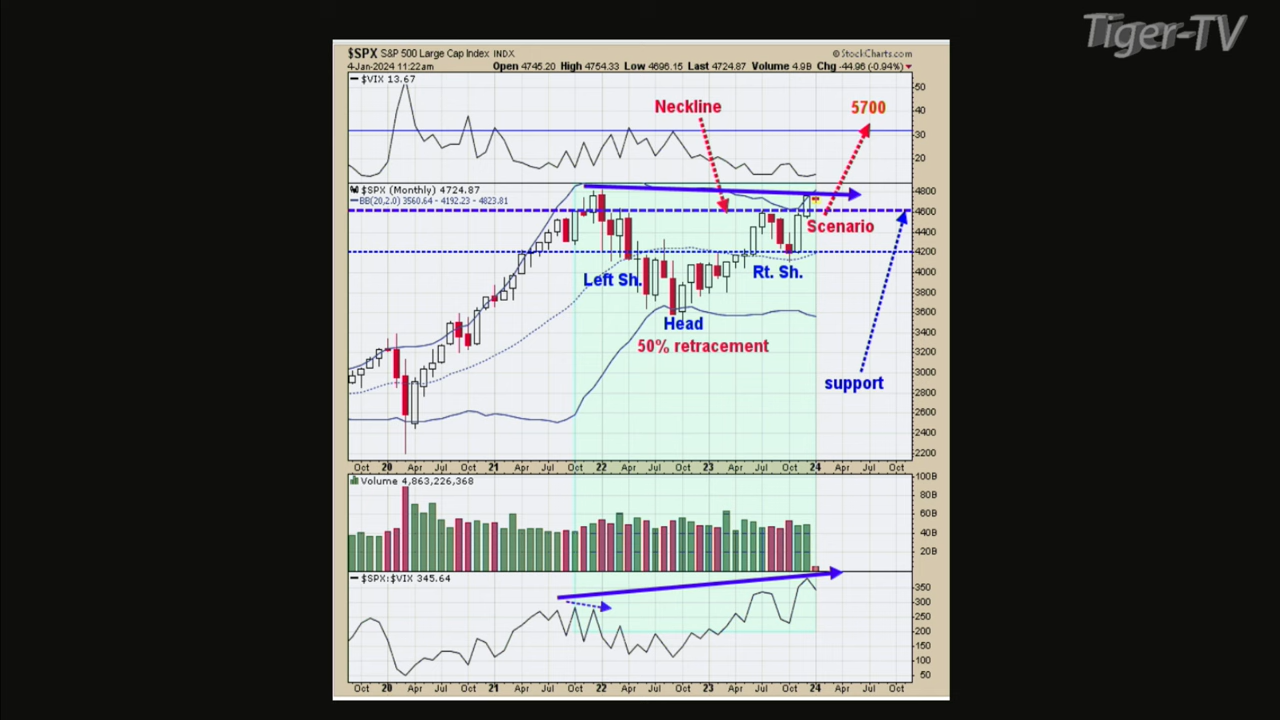 Tiger-TV
$SPX S&P 500 Large Cap Index INDX
© StockCharts.com
4-Jan-2024 11:22am
Open 4745.20 High 4754.33 Low 4696.15 Last 4724.87 Volume 4.9B Chg -44.96 (-0.94%)
$VIX 13.67
50
40
30
20
Neckline
5700
$SPX (Monthly) 4724.87
BB(20,2.0) 3560.64 - 4192.23 - 4823.81
4800
4600
4400
4200
4000
3800
3600
3400
3200
3000
2800
2600
2400
2200
Scenario
Left Sh.
Rt. Sh.
Head
50% retracement
support
Oct 20 Apr Jul Oct 21 Apr Jul Oct 22 Apr Jul Oct 23 Apr Jul Oct 24 Apr Jul Oct
Volume 4,863,226,368
100B
80B
60B
40B
20B
$SPX:$VIX 345.64
350
300
250
200
150
100
50
Oct 20 Apr Jul Oct 21 Apr Jul Oct 22 Apr Jul Oct 23 Apr Jul Oct 24 Apr Jul Oct